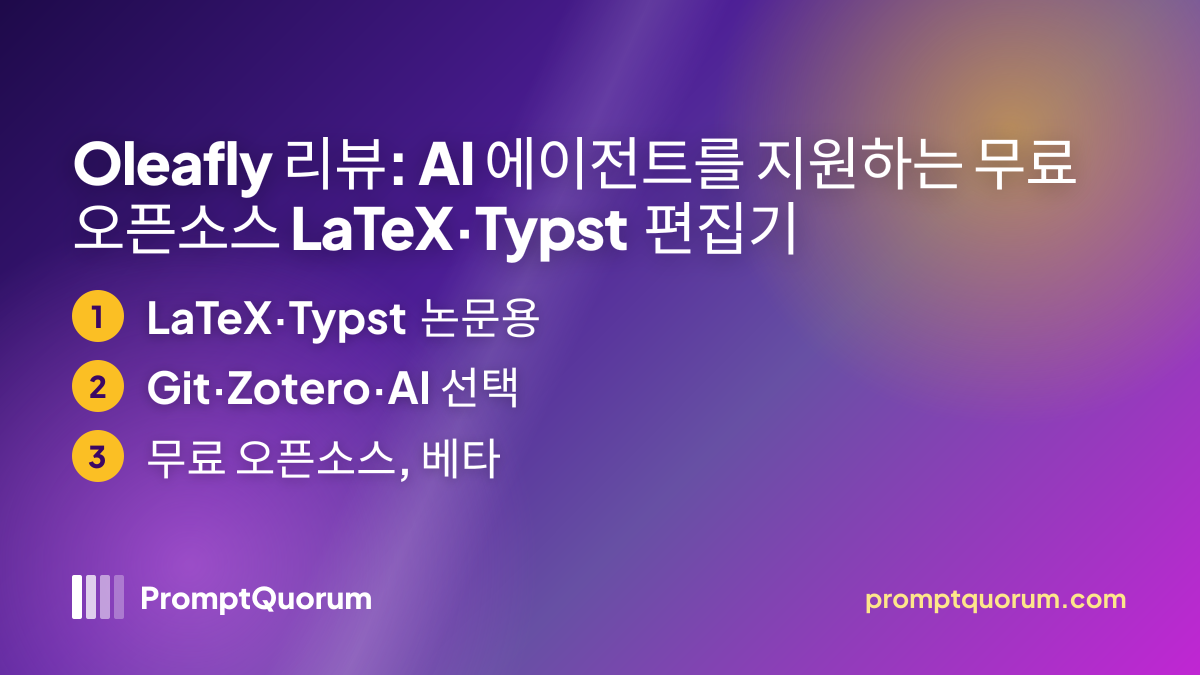 Oleafly 리뷰: AI 에이전트를 지원하는 무료
오픈소스 LaTeX·Typst 편집기
1 LaTeX·Typst 논문용
2 Git·Zotero·AI 선택
3 무료 오픈소스, 베타
PromptQuorum
promptquorum.com